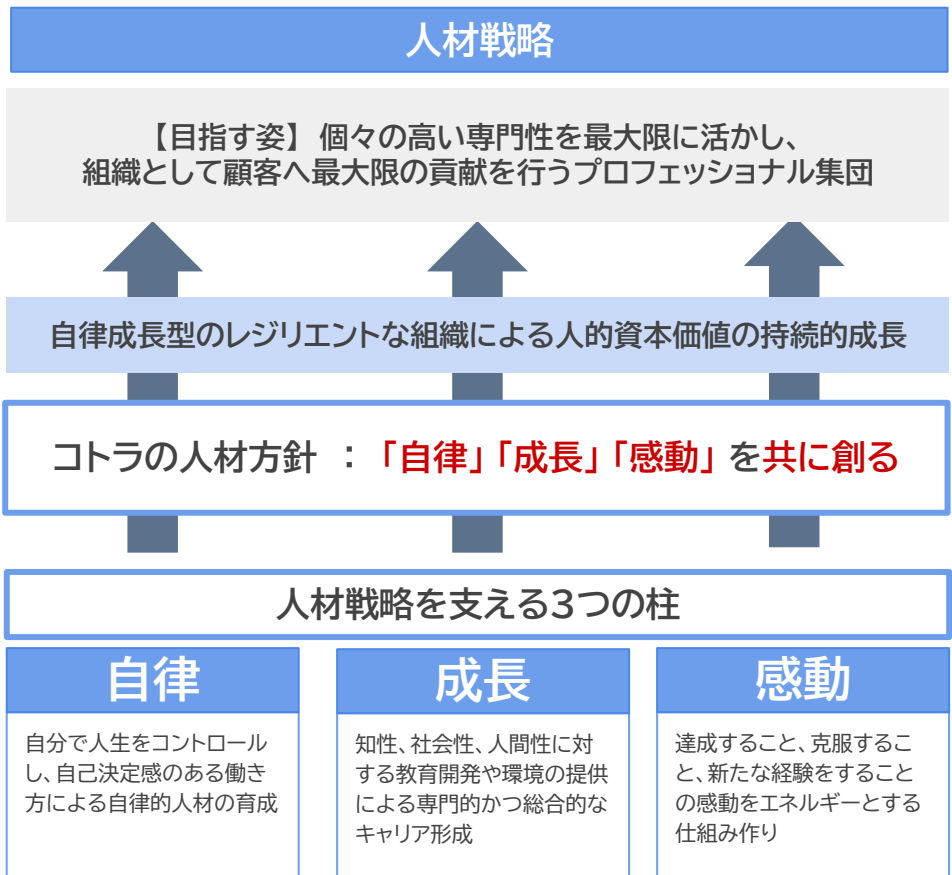 人材戦略
【目指す姿】 個々の高い専門性を最大限に活かし、
組織として顧客へ最大限の貢献を行うプロフェッショナル集団
自律成長型のレジリエントな組織による人的資本価値の持続的成長
コトラの人材方針 ： 「自律」「成長」「感動」 を共に創る
人材戦略を支える3つの柱
自律
自分で人生をコントロール
し、自己決定感のある働き
方による自律的人材の育成
成長
知性、社会性、人間性に対
する教育開発や環境の提供
による専門的かつ総合的な
キャリア形成
感動
達成すること、克服するこ
と、新たな経験をすること
の感動をエネルギーとする
仕組み作り